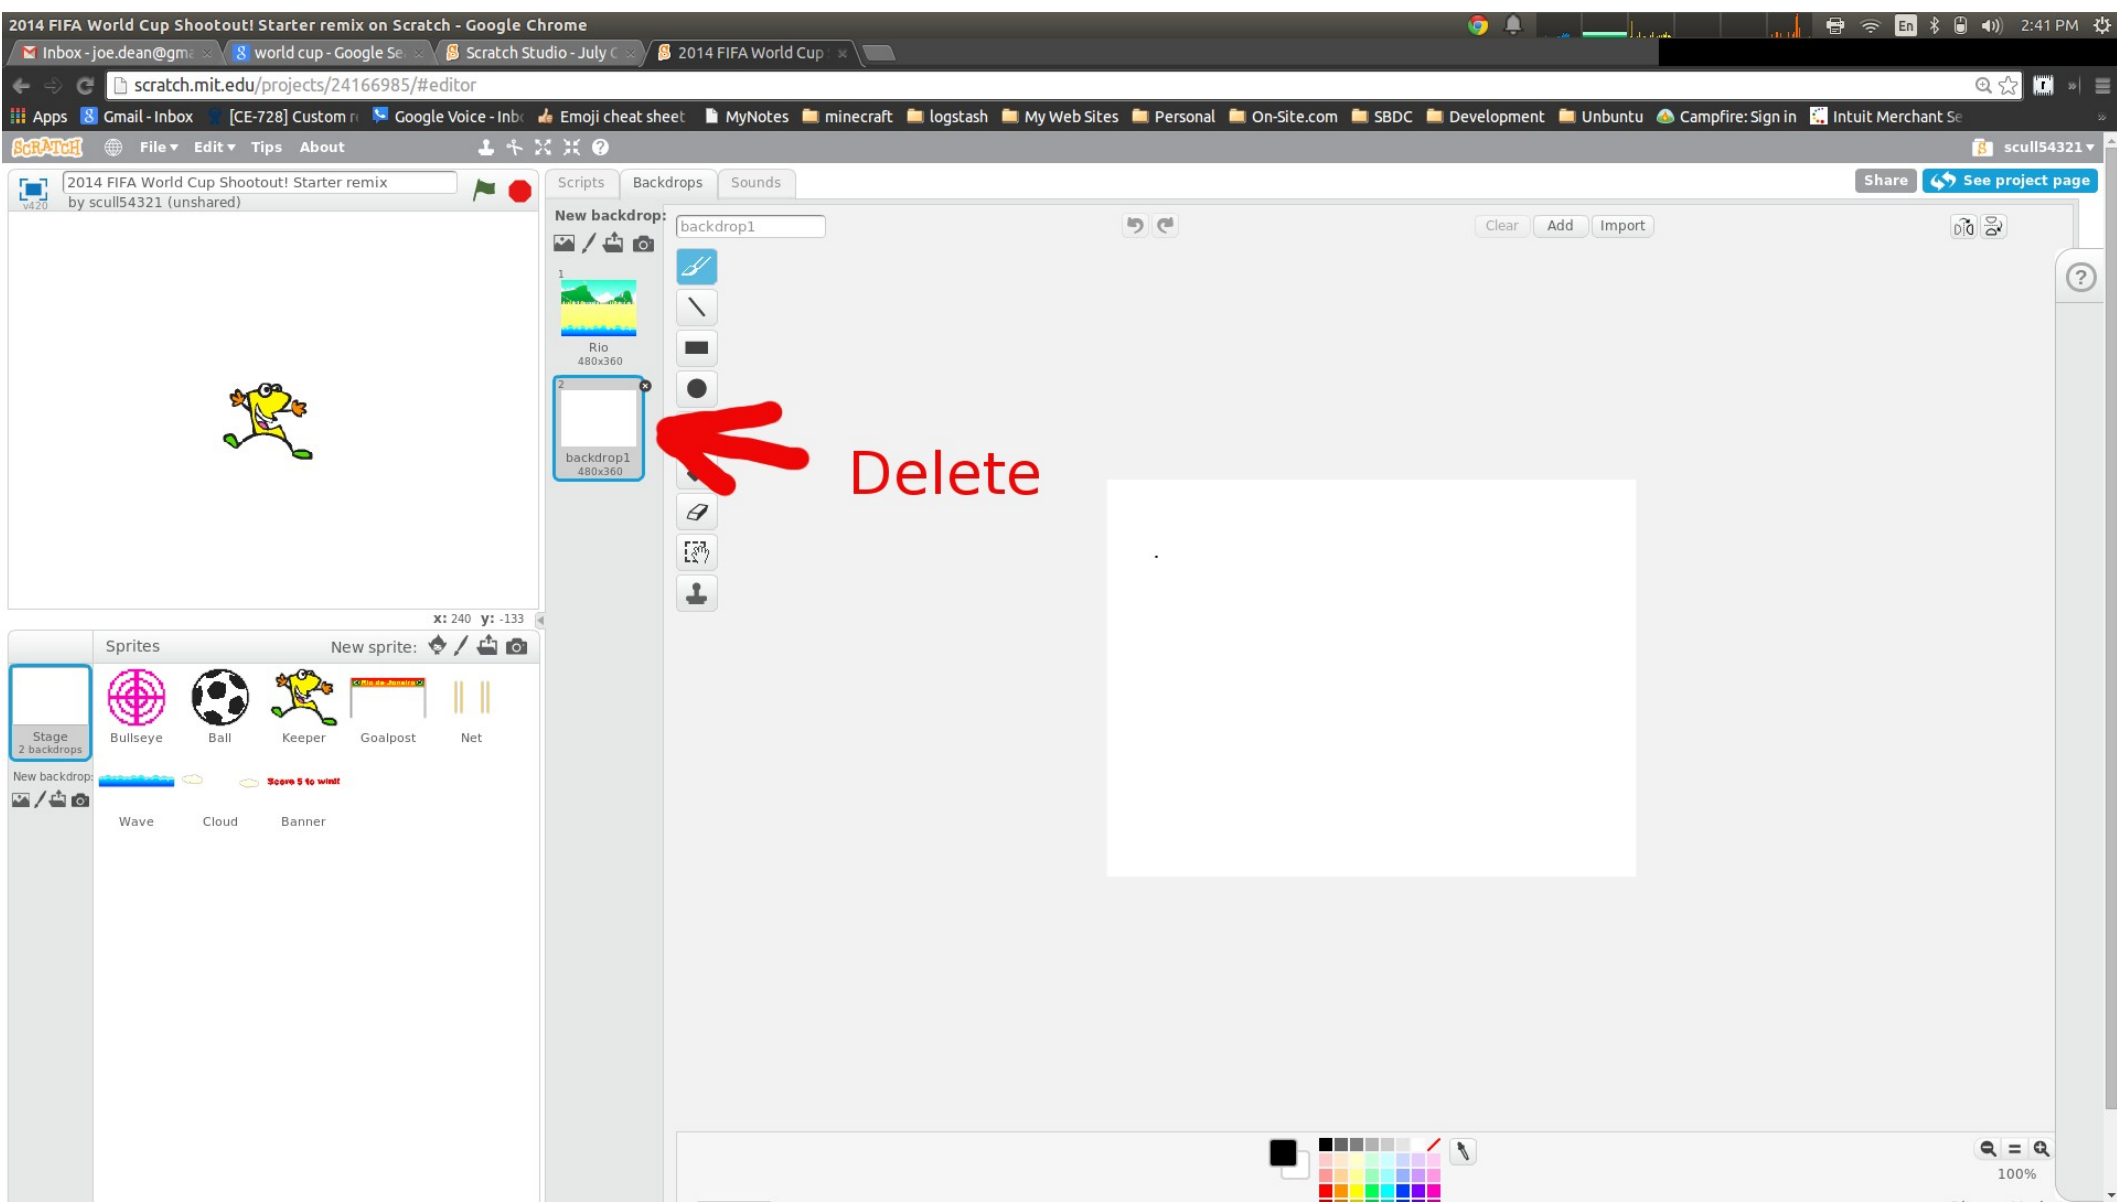 2014 FIFA World Cup Shootout! Starter remix on Scratch - Google Chrome
En 2:41 PM
Inbox - joe.dean@gma
world cup - Google Se
Scratch Studio - July C
2014 FIFA World Cup
scratch.mit.edu/projects/24166985/#editor
Apps Gmail - Inbox [CE-728] Custom r Google Voice - Inb Emoji cheat sheet MyNotes minecraft logstash My Web Sites Personal On-Site.com SBDC Development Unbuntu Campfire: Sign in Intuit Merchant Se
SCRATCH File Edit Tips About scull54321
2014 FIFA World Cup Shootout! Starter remix
by scull54321 (unshared)
v420
Scripts Backdrops Sounds
Share See project page
New backdrop:
backdrop1
Clear Add Import
1
Rio
480x360
2
backdrop1
480x360
Delete
x: 240 y: -133
Sprites New sprite:
Stage
2 backdrops
New backdrop:
Rio de Janeiro
Bullseye Ball Keeper Goalpost Net
Score 5 to win!!
Wave Cloud Banner
100%